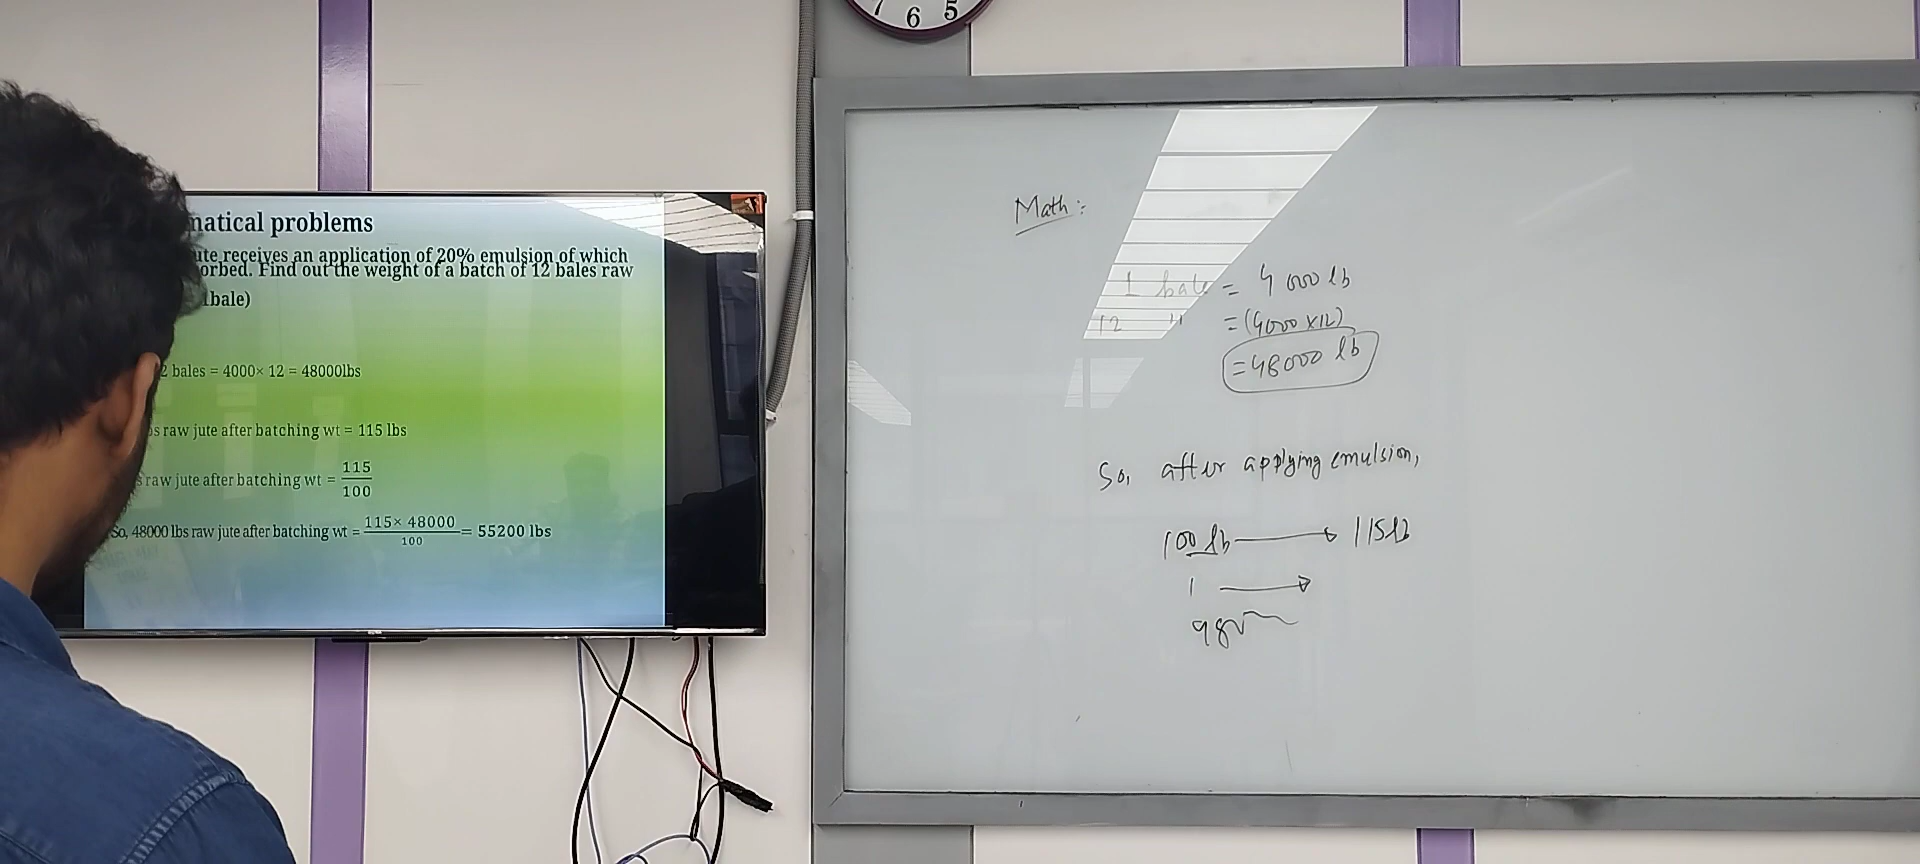 7 6 5
matical problems
ute receives an application of 20% emulsion of which
orbed. Find out the weight of a batch of 12 bales raw
1bale)
2 bales = 4000× 12 = 48000lbs
s raw jute after batching wt = 115 lbs
s raw jute after batching wt = 115/100
So, 48000 lbs raw jute after batching wt = 115× 48000/100 = 55200 lbs
Math:
1 bale = 4000 lb
12 " = (4000 x 12)
= 48000 lb
So, after applying emulsion,
100 lb → 115 lb
1 →